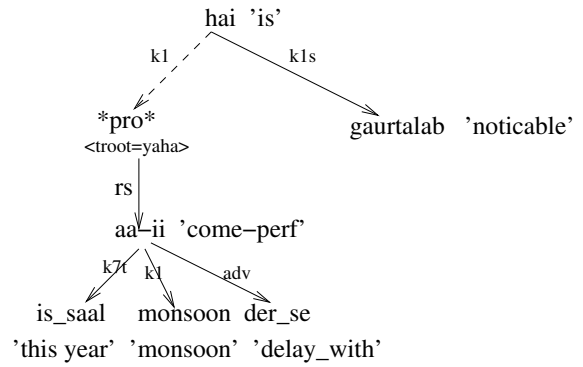 hai 'is'
k1 k1s
*pro* gaurtalab 'noticable'
<troot=yaha>
rs
aa-ii 'come-perf'
k7t k1 adv
is_saal monsoon der_se
'this year' 'monsoon' 'delay_with'